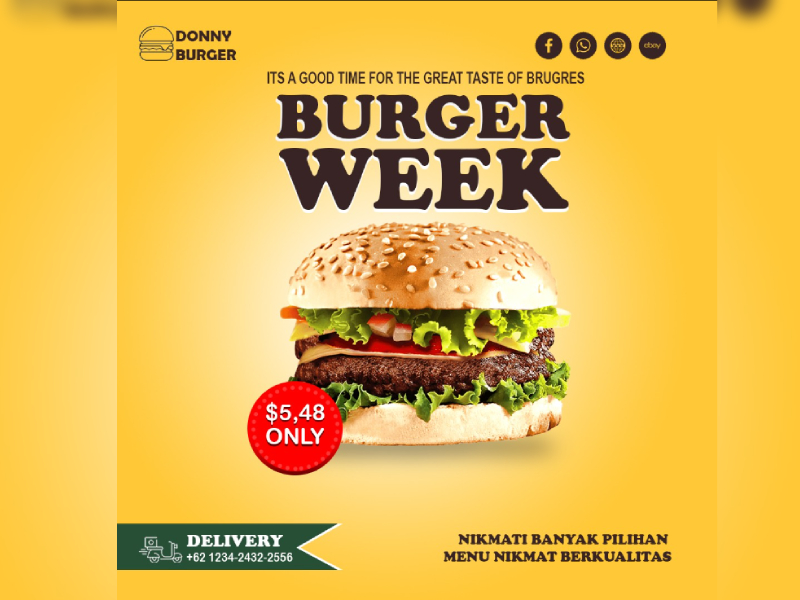 DONNY
BURGER
ebay
ITS A GOOD TIME FOR THE GREAT TASTE OF BRUGRES
BURGER
WEEK
$5,48
ONLY
DELIVERY
+62 1234-2432-2556
NIKMATI BANYAK PILIHAN
MENU NIKMAT BERKUALITAS